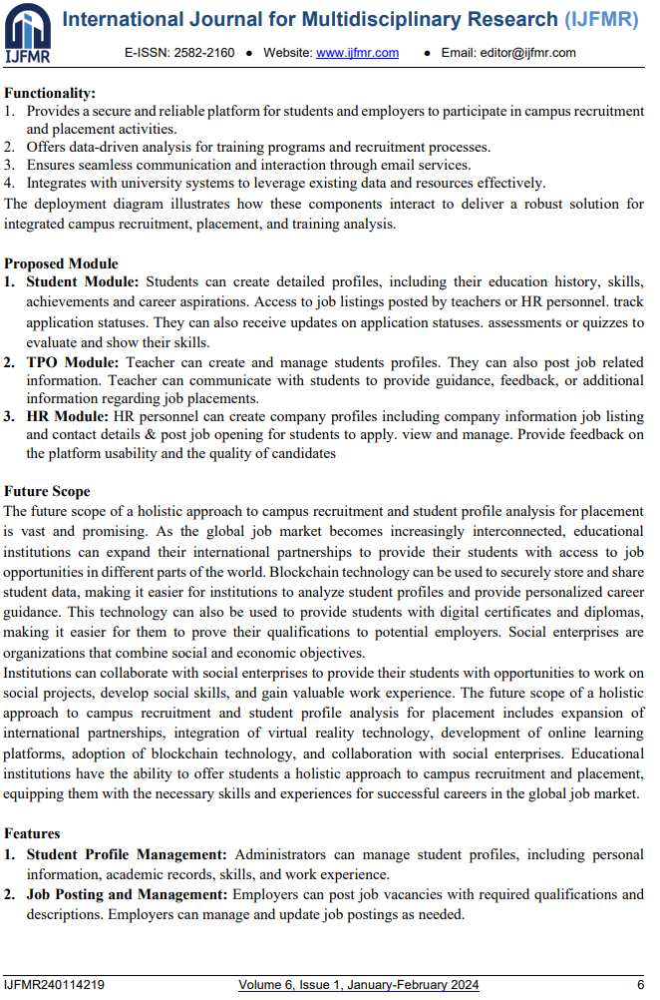 International Journal for Multidisciplinary Research (IJFMR)
IJFMR
E-ISSN: 2582-2160 ● Website: www.ijfmr.com ● Email: editor@ijfmr.com
Functionality:
1. Provides a secure and reliable platform for students and employers to participate in campus recruitment
and placement activities.
2. Offers data-driven analysis for training programs and recruitment processes.
3. Ensures seamless communication and interaction through email services.
4. Integrates with university systems to leverage existing data and resources effectively.
The deployment diagram illustrates how these components interact to deliver a robust solution for
integrated campus recruitment, placement, and training analysis.
Proposed Module
1. Student Module: Students can create detailed profiles, including their education history, skills,
achievements and career aspirations. Access to job listings posted by teachers or HR personnel. track
application statuses. They can also receive updates on application statuses. assessments or quizzes to
evaluate and show their skills.
2. TPO Module: Teacher can create and manage students profiles. They can also post job related
information. Teacher can communicate with students to provide guidance, feedback, or additional
information regarding job placements.
3. HR Module: HR personnel can create company profiles including company information job listing
and contact details & post job opening for students to apply. view and manage. Provide feedback on
the platform usability and the quality of candidates
Future Scope
The future scope of a holistic approach to campus recruitment and student profile analysis for placement
is vast and promising. As the global job market becomes increasingly interconnected, educational
institutions can expand their international partnerships to provide their students with access to job
opportunities in different parts of the world. Blockchain technology can be used to securely store and share
student data, making it easier for institutions to analyze student profiles and provide personalized career
guidance. This technology can also be used to provide students with digital certificates and diplomas,
making it easier for them to prove their qualifications to potential employers. Social enterprises are
organizations that combine social and economic objectives.
Institutions can collaborate with social enterprises to provide their students with opportunities to work on
social projects, develop social skills, and gain valuable work experience. The future scope of a holistic
approach to campus recruitment and student profile analysis for placement includes expansion of
international partnerships, integration of virtual reality technology, development of online learning
platforms, adoption of blockchain technology, and collaboration with social enterprises. Educational
institutions have the ability to offer students a holistic approach to campus recruitment and placement,
equipping them with the necessary skills and experiences for successful careers in the global job market.
Features
1. Student Profile Management: Administrators can manage student profiles, including personal
information, academic records, skills, and work experience.
2. Job Posting and Management: Employers can post job vacancies with required qualifications and
descriptions. Employers can manage and update job postings as needed.
IJFMR240114219 Volume 6, Issue 1, January-February 2024 6